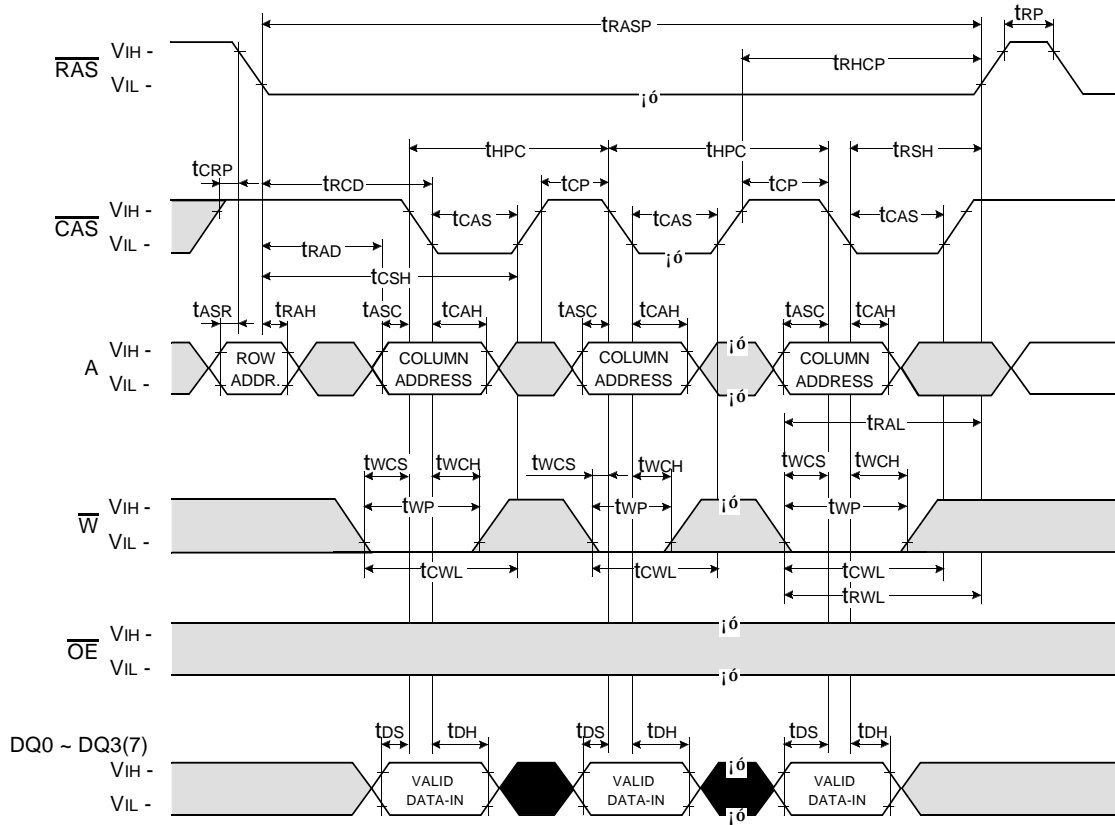 tRASP
tRP
RAS
VIH -
VIL -
tRHCP
¡ó
tHPC
tHPC
tRSH
tCRP
tRCD
tCP
tCP
CAS
VIH -
VIL -
tCAS
tCAS
tCAS
tRAD
tCSH
¡ó
tASR
tRAH
tASC
tCAH
tASC
tCAH
tASC
tCAH
A
VIH -
VIL -
ROW
ADDR.
COLUMN
ADDRESS
COLUMN
ADDRESS
¡ó
¡ó
COLUMN
ADDRESS
tRAL
tWCS
tWCH
tWCS
tWCH
tWCS
tWCH
W
VIH -
VIL -
tWP
tWP
¡ó
tWP
tCWL
tCWL
tCWL
tRWL
OE
VIH -
VIL -
¡ó
¡ó
DQ0 ~ DQ3(7)
VIH -
VIL -
tDS
tDH
tDS
tDH
tDS
tDH
VALID
DATA-IN
VALID
DATA-IN
¡ó
¡ó
VALID
DATA-IN